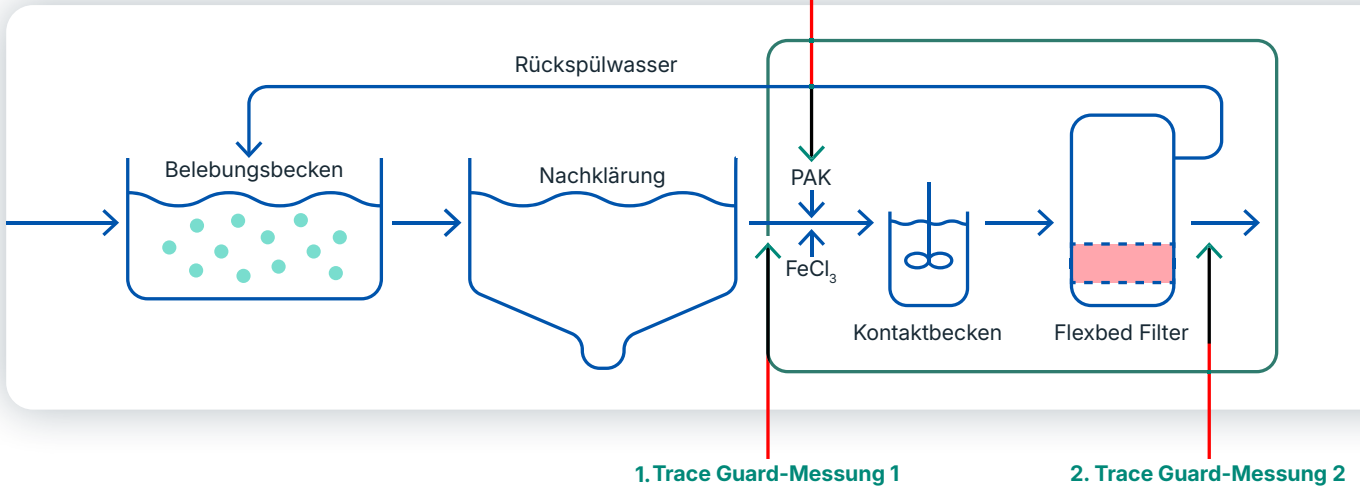 Rückspülwasser
Belebungsbecken
Nachklärung
PAK
FeCl₃
Kontaktbecken
Flexbed Filter
1. Trace Guard-Messung 1
2. Trace Guard-Messung 2